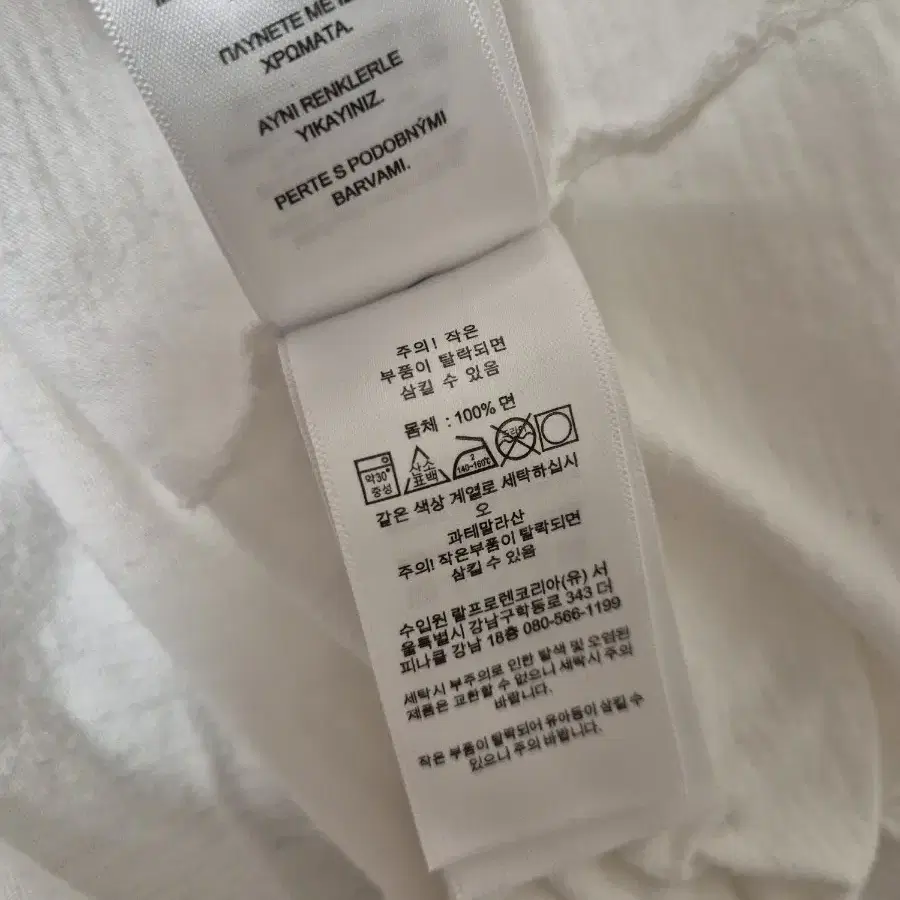 ΠΛΥΝΕΤΕ ΜΕ
ΧΡΩΜΑΤΑ.
AYNI RENKLERLE
YIKAYINIZ.
PERTE S PODOBNÝMI
BARVAMI.
주의! 작은
부품이 탈락되면
삼킬 수 있음
몸체 : 100% 면
약30°
중성
산소
표백
2
140~160℃
드라이
같은 색상 계열로 세탁하십시
오
과테말라산
주의! 작은부품이 탈락되면
삼킬 수 있음
수입원 랄프로렌코리아(유) 서
울특별시 강남구학동로 343 더
피나클 강남 18층 080-566-1199
세탁시 부주의로 인한 탈색 및 오염된
제품은 교환할 수 없으니 세탁시 주의
바랍니다.
작은 부품이 탈락되어 유아동이 삼킬 수
있으니 주의 바랍니다.